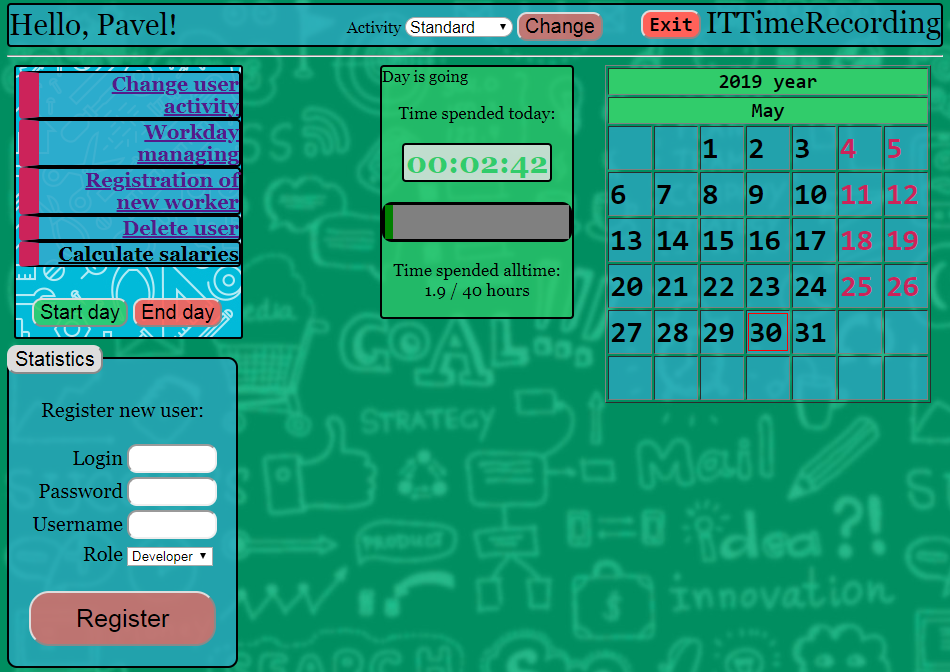 Hello, Pavel!
Activity Standard Change
Exit ITTimeRecording
Change user
activity
Workday
managing
Registration of
new worker
Delete user
Calculate salaries
Start day End day
Statistics
Register new user:
Login
Password
Username
Role Developer
Register
Day is going
Time spended today:
00:02:42
Time spended alltime:
1.9 / 40 hours
2019 year
May
1 2 3 4 5
6 7 8 9 10 11 12
13 14 15 16 17 18 19
20 21 22 23 24 25 26
27 28 29 30 31
GOAL...
STRATEGY
Mail
PRODUCT
idea ?!
innovation
SEARCH